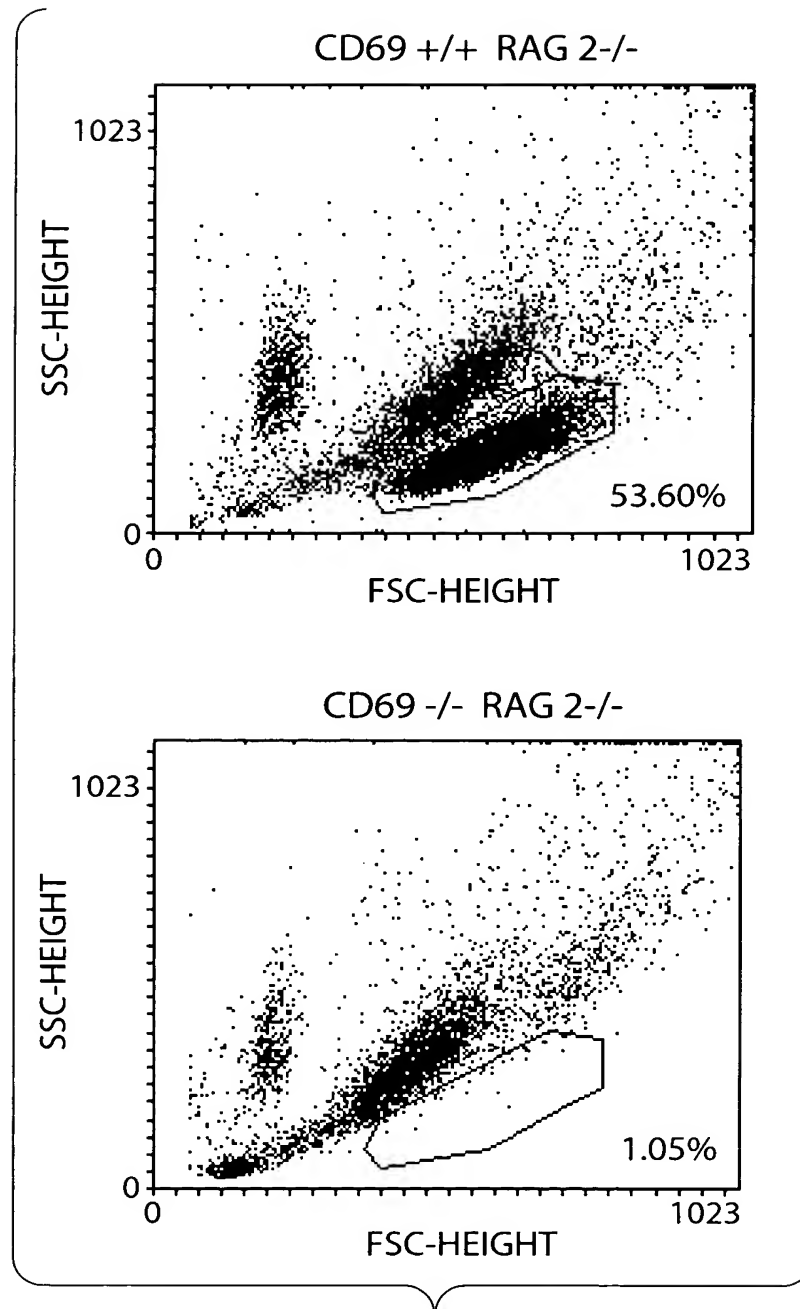 CD69 +/+ RAG 2-/-
1023
SSC-HEIGHT
0
53.60%
0
1023
FSC-HEIGHT
CD69 -/- RAG 2-/-
1023
SSC-HEIGHT
0
1.05%
0
1023
FSC-HEIGHT